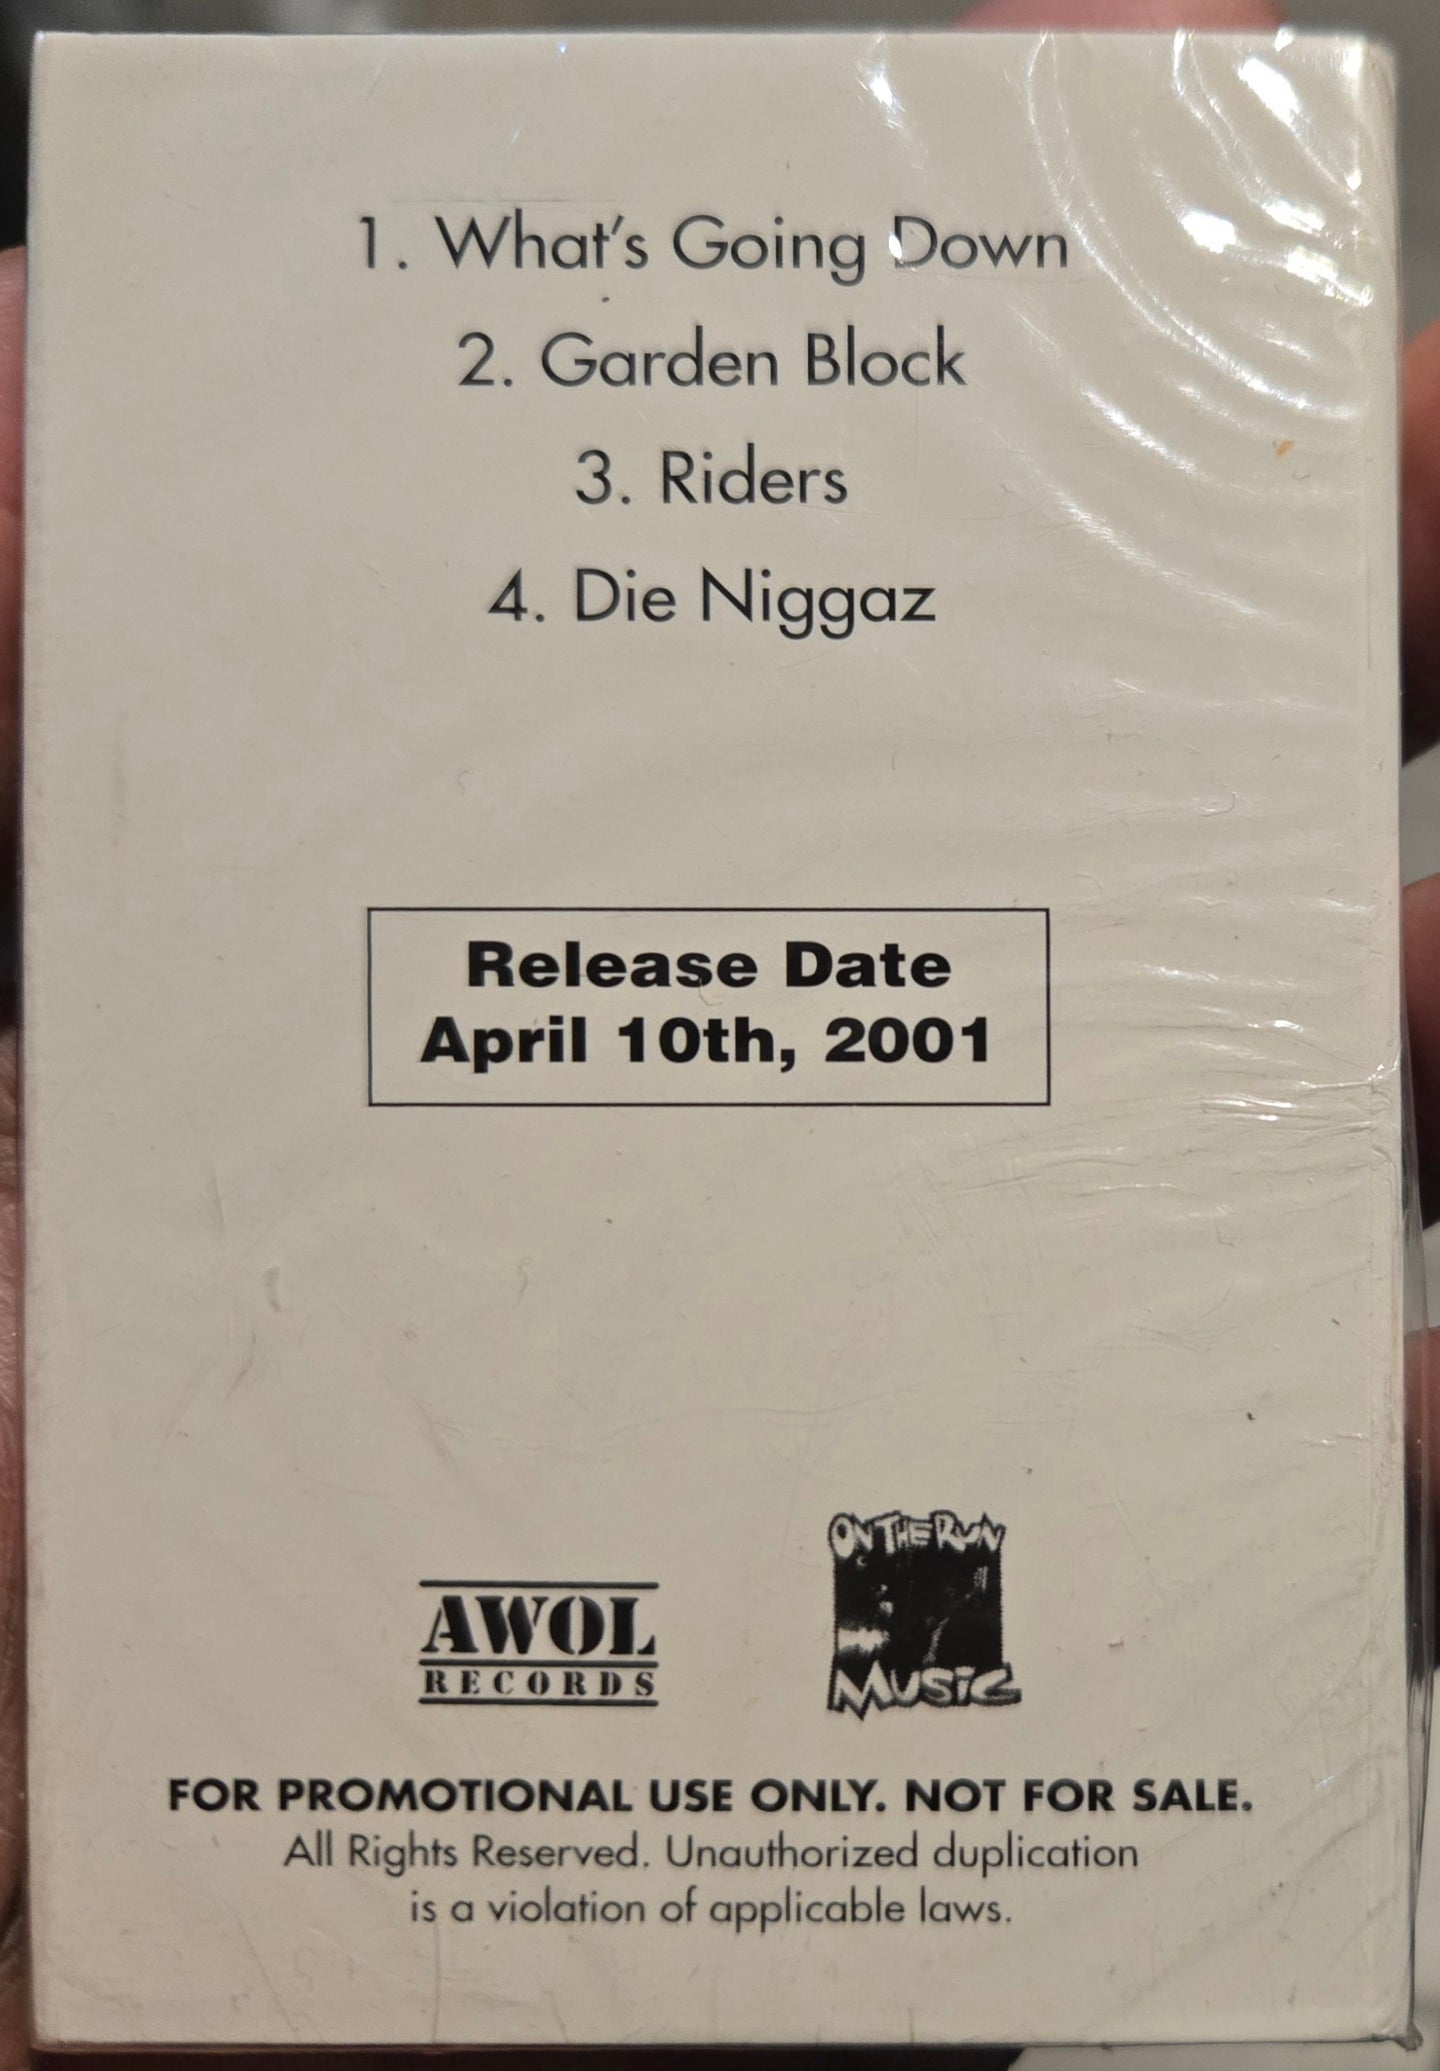 1. What's Going Down
2. Garden Block
3. Riders
4. Die Niggaz
Release Date
April 10th, 2001
ON THE RUN
MUSIC
AWOL
RECORDS
FOR PROMOTIONAL USE ONLY. NOT FOR SALE.
All Rights Reserved. Unauthorized duplication
is a violation of applicable laws.